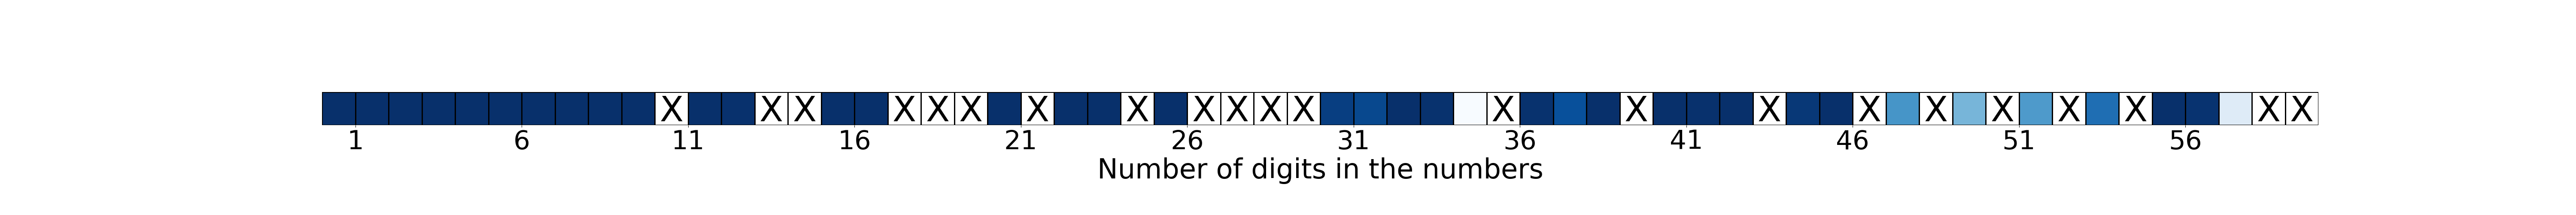 X X X X X X X X X X X X X X X X X X X X X X
1 6 11 16 21 26 31 36 41 46 51 56
Number of digits in the numbers